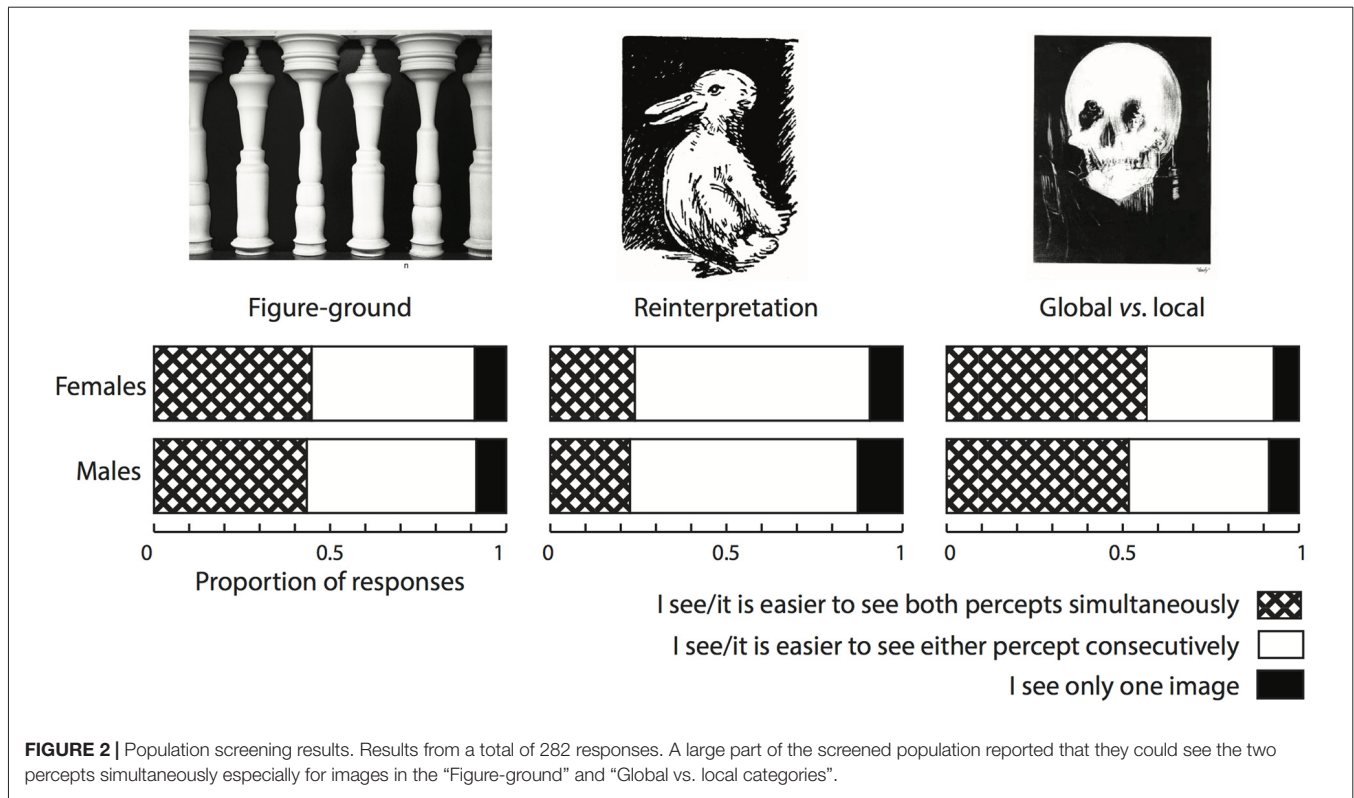 n
Figure-ground
Reinterpretation
Global vs. local
Females
Males
0
0.5
1
0
0.5
1
0
0.5
1
Proportion of responses
I see/it is easier to see both percepts simultaneously
I see/it is easier to see either percept consecutively
I see only one image
FIGURE 2 | Population screening results. Results from a total of 282 responses. A large part of the screened population reported that they could see the two
percepts simultaneously especially for images in the “Figure-ground” and “Global vs. local categories”.